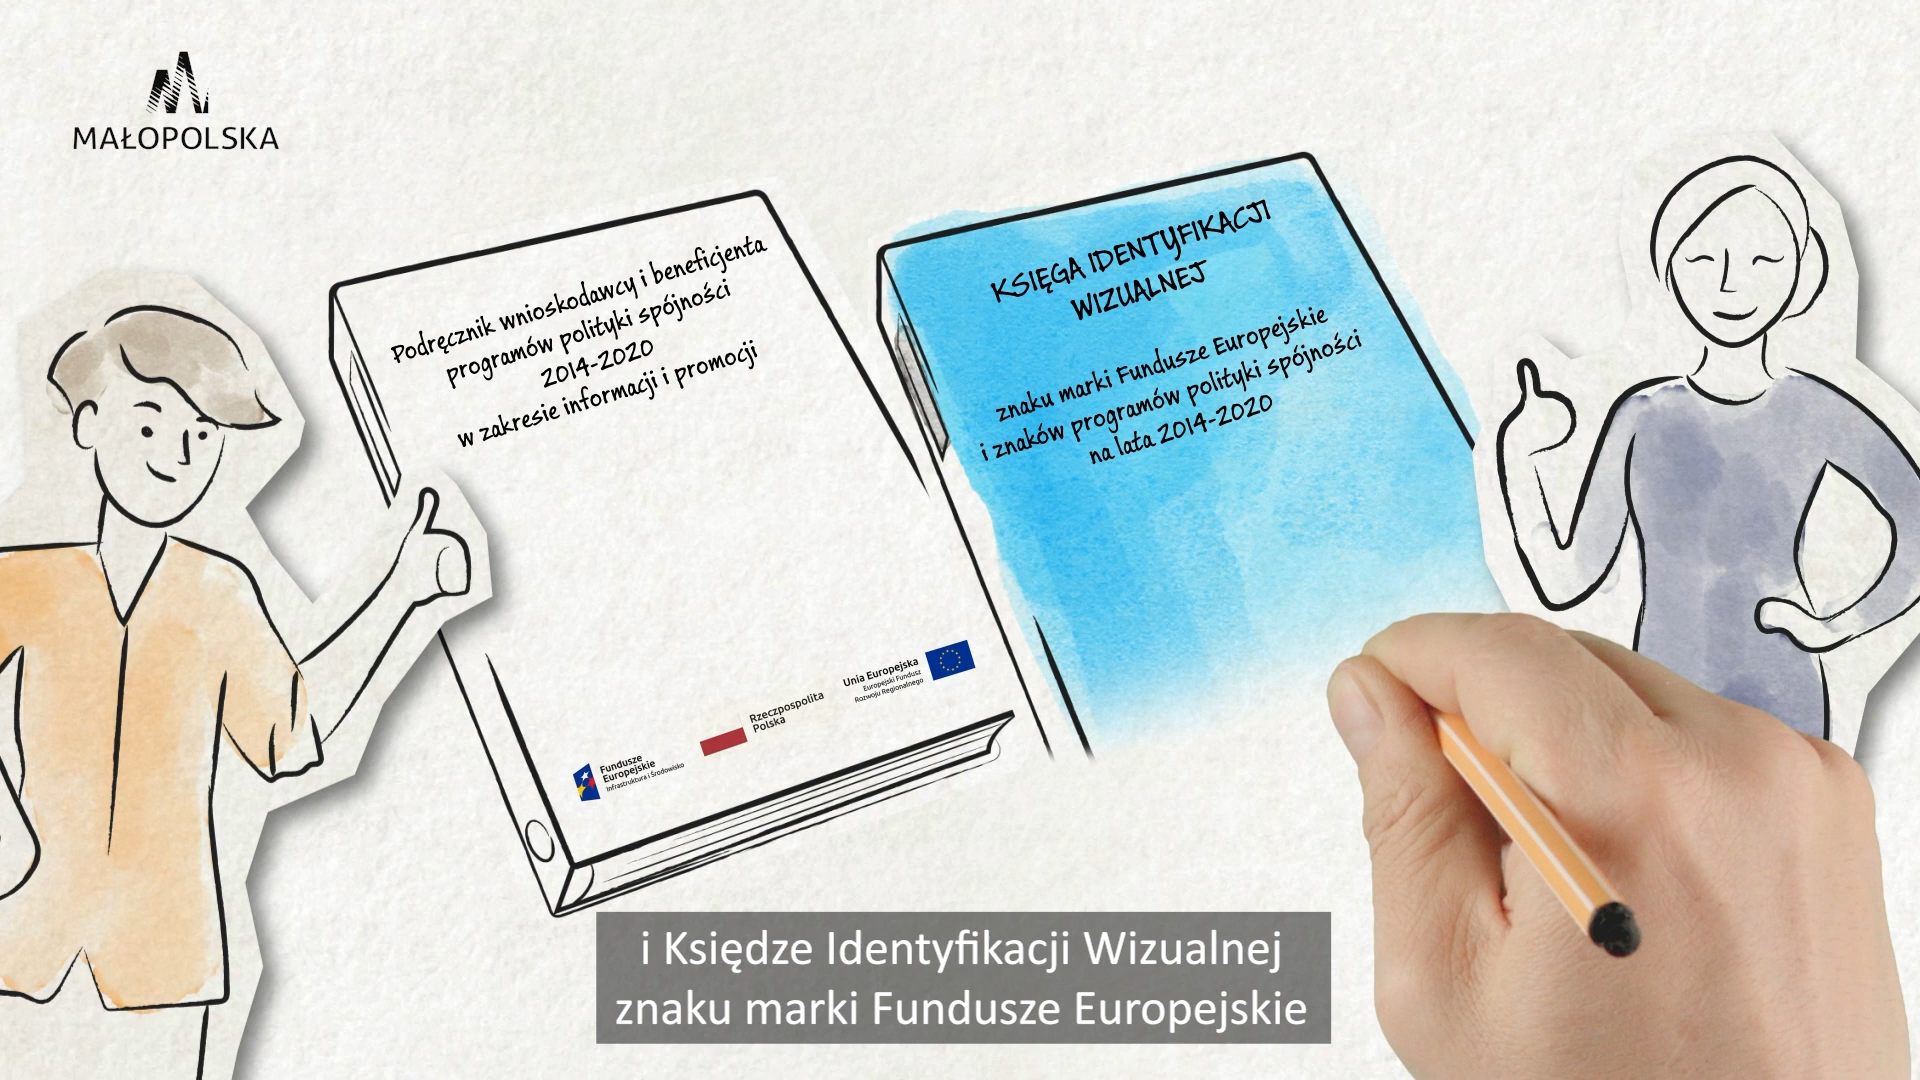 MAŁOPOLSKA
Podręcznik wnioskodawcy i beneficjenta
programów polityki spójności
2014-2020
w zakresie informacji i promocji
KSIĘGA IDENTYFIKACJI
WIZUALNEJ
znaku marki Fundusze Europejskie
i znaków programów polityki spójności
na lata 2014-2020
Fundusze
Europejskie
Infrastruktura i Środowisko
Rzeczpospolita
Polska
Unia Europejska
Europejski Fundusz
Rozwoju Regionalnego
i Księdze Identyfikacji Wizualnej
znaku marki Fundusze Europejskie